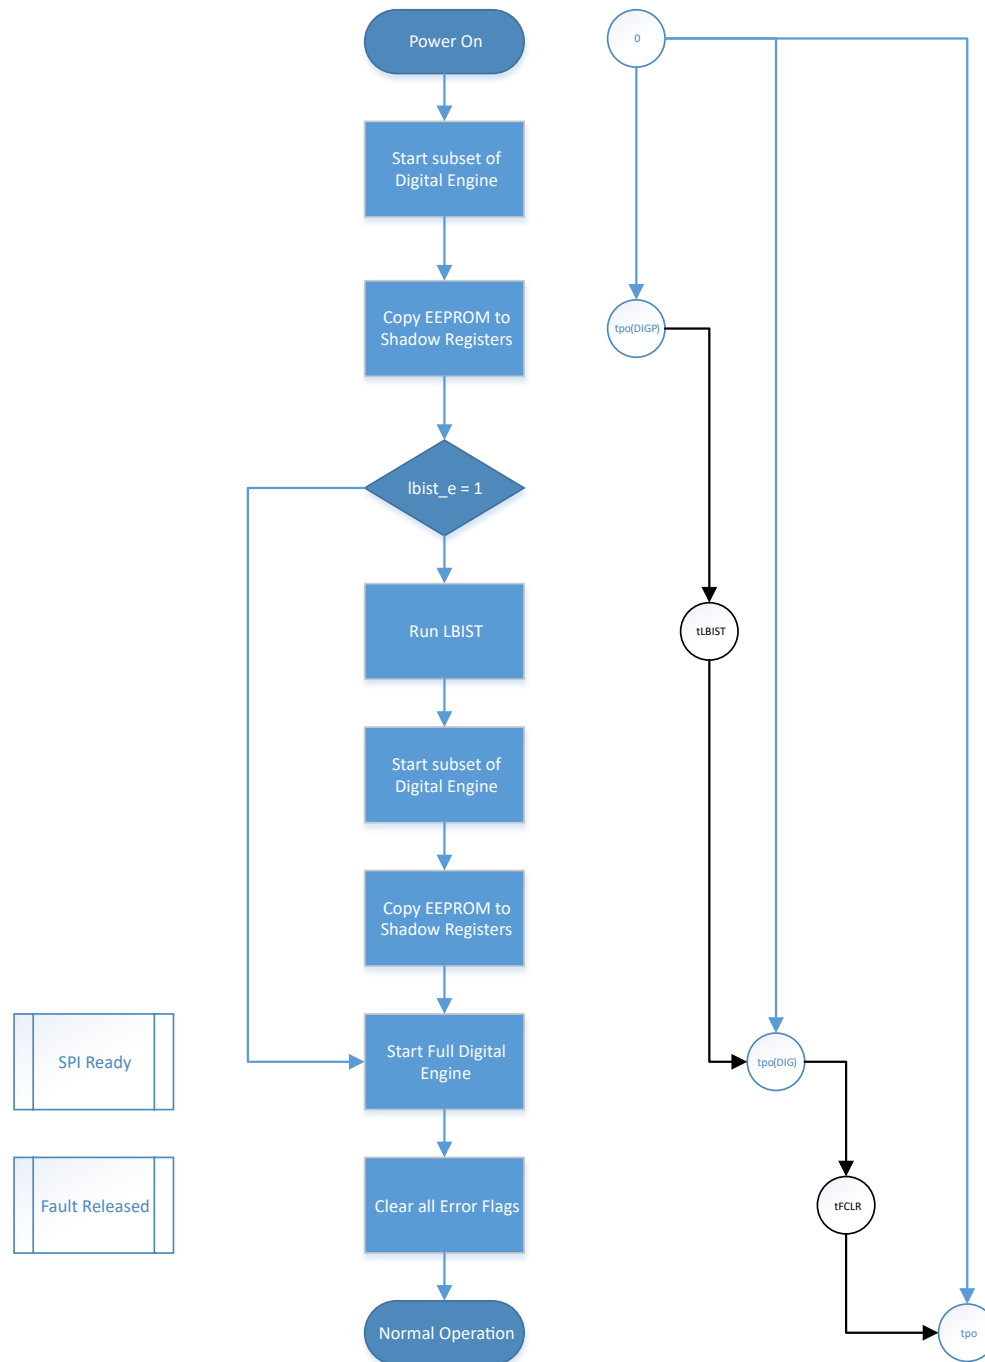 Power On
0
Start subset of
Digital Engine
Copy EEPROM to
Shadow Registers
tpo(DIGP)
lbist_e = 1
Run LBIST
tLBIST
Start subset of
Digital Engine
Copy EEPROM to
Shadow Registers
SPI Ready
Start Full Digital
Engine
tpo(DIG)
Fault Released
Clear all Error Flags
tFCLR
Normal Operation
tpo